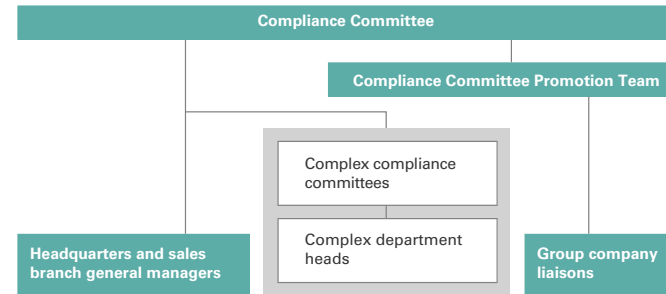 Compliance Committee
Compliance Committee Promotion Team
Complex compliance
committees
Complex department
heads
Headquarters and sales
branch general managers
Group company
liaisons